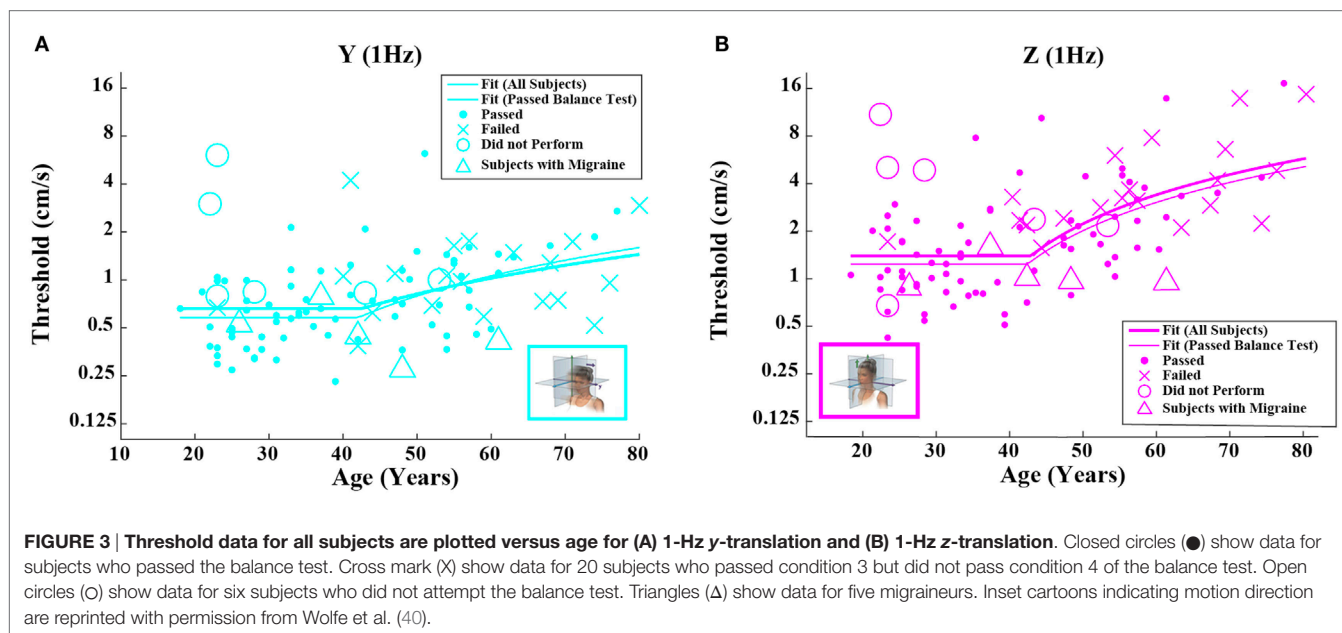 A
Y (1Hz)
Threshold (cm/s)
16
8
4
2
1
0.5
0.25
0.125
10
20
30
40
50
60
70
80
Age (Years)
Fit (All Subjects)
Fit (Passed Balance Test)
Passed
Failed
Did not Perform
Subjects with Migraine
B
Z (1Hz)
Threshold (cm/s)
16
8
4
2
1
0.5
0.25
0.125
20
30
40
50
60
70
80
Age (Years)
Fit (All Subjects)
Fit (Passed Balance Test)
Passed
Failed
Did not Perform
Subjects with Migraine
FIGURE 3 | Threshold data for all subjects are plotted versus age for (A) 1-Hz y-translation and (B) 1-Hz z-translation. Closed circles (●) show data for
subjects who passed the balance test. Cross mark (X) show data for 20 subjects who passed condition 3 but did not pass condition 4 of the balance test. Open
circles (○) show data for six subjects who did not attempt the balance test. Triangles (Δ) show data for five migraineurs. Inset cartoons indicating motion direction
are reprinted with permission from Wolfe et al. (40).